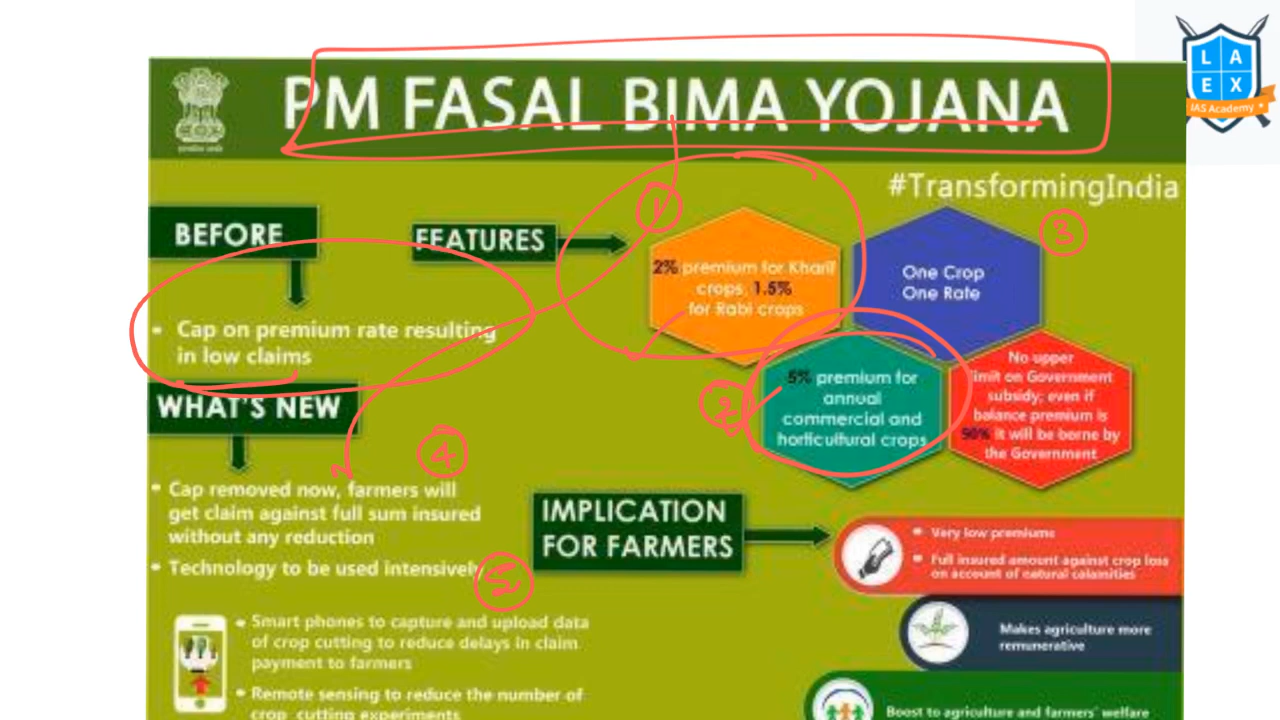 L A
E X
IAS Academy
PM FASAL BIMA YOJANA
#TransformingIndia
BEFORE
Cap on premium rate resulting
in low claims
FEATURES
1
2% premium for Kharif
crops, 1.5%
for Rabi crops
3
One Crop
One Rate
2
5% premium for
annual
commercial and
horticultural crops
No upper
limit on Government
subsidy; even if
balance premium is
90% it will be borne by
the Government
WHAT'S NEW
4
Cap removed now, farmers will
get claim against full sum insured
without any reduction
Technology to be used intensively
5
Smart phones to capture and upload data
of crop cutting to reduce delays in claim
payment to farmers
Remote sensing to reduce the number of
crop cutting experiments
IMPLICATION
FOR FARMERS
Very low premiums
Full insured amount against crop loss
on account of natural calamities
Makes agriculture more
remunerative
Boost to agriculture and farmers' welfare